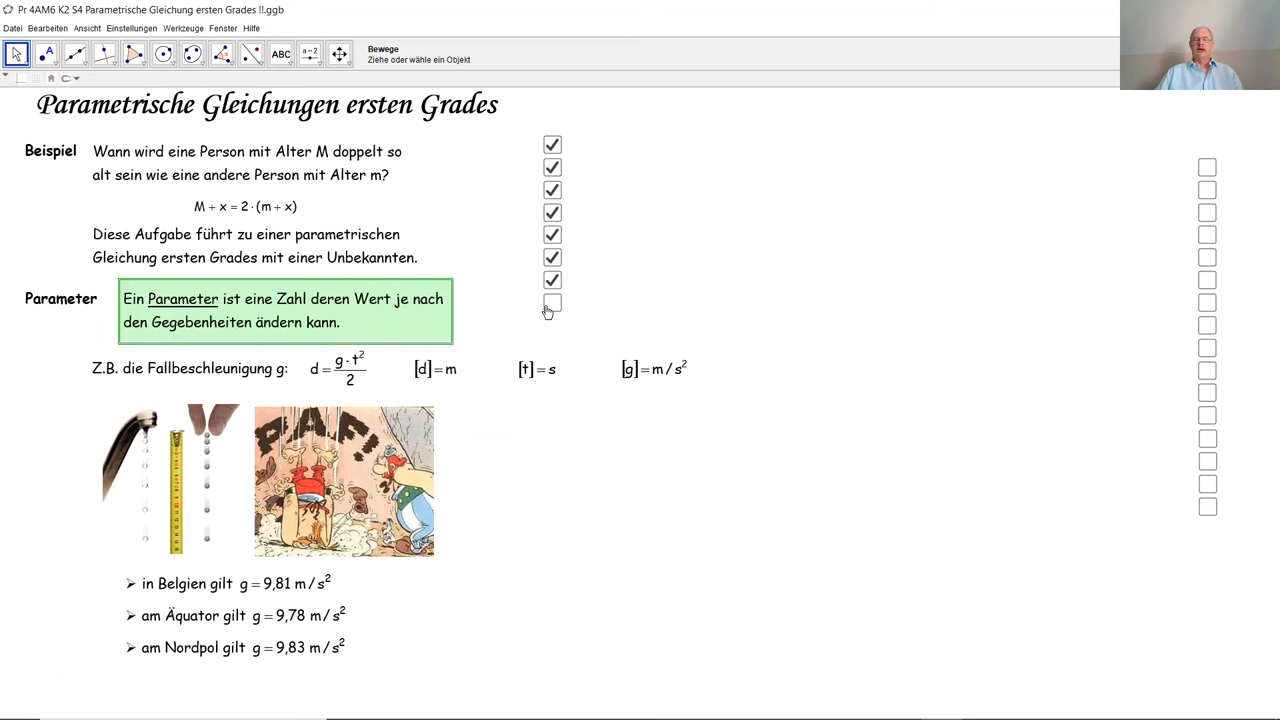 Pr 4AM6 K2 S4 Parametrische Gleichung ersten Grades !!.ggb
Datei Bearbeiten Ansicht Einstellungen Werkzeuge Fenster Hilfe
A
ABC
a=2
Bewege
Ziehe oder wähle ein Objekt
Parametrische Gleichungen ersten Grades
Beispiel Wann wird eine Person mit Alter M doppelt so
alt sein wie eine andere Person mit Alter m?
M + x = 2 · (m + x)
Diese Aufgabe führt zu einer parametrischen
Gleichung ersten Grades mit einer Unbekannten.
Parameter Ein Parameter ist eine Zahl deren Wert je nach
den Gegebenheiten ändern kann.
Z.B. die Fallbeschleunigung g: d = g · t² / 2 [d] = m [t] = s [g] = m / s²
PAF!
➢ in Belgien gilt g = 9,81 m / s²
➢ am Äquator gilt g = 9,78 m / s²
➢ am Nordpol gilt g = 9,83 m / s²